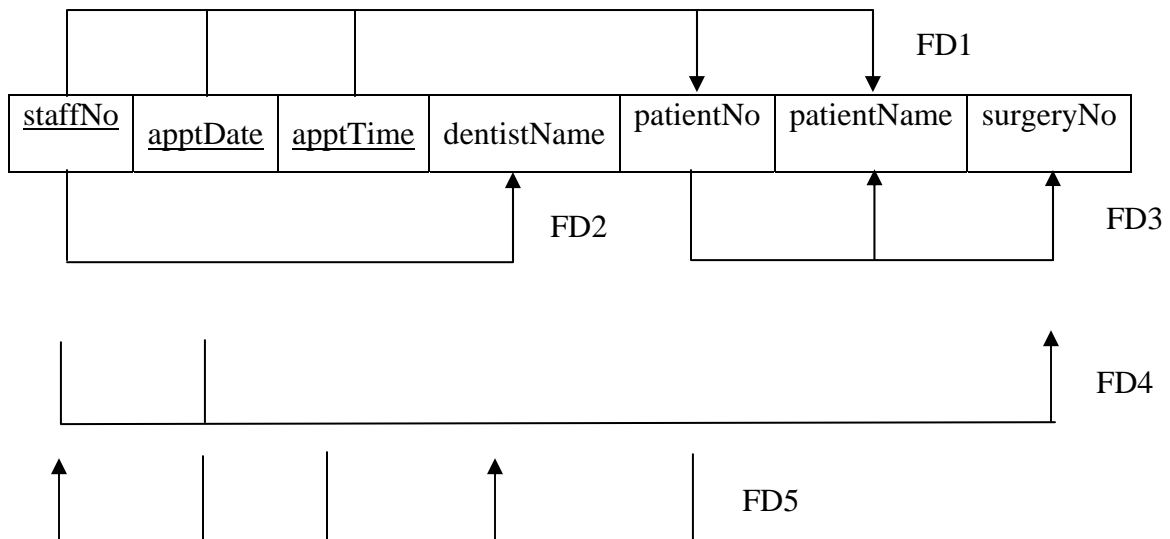 FD1
staffNo apptDate apptTime dentistName patientNo patientName surgeryNo
FD2 FD3
FD4
FD5